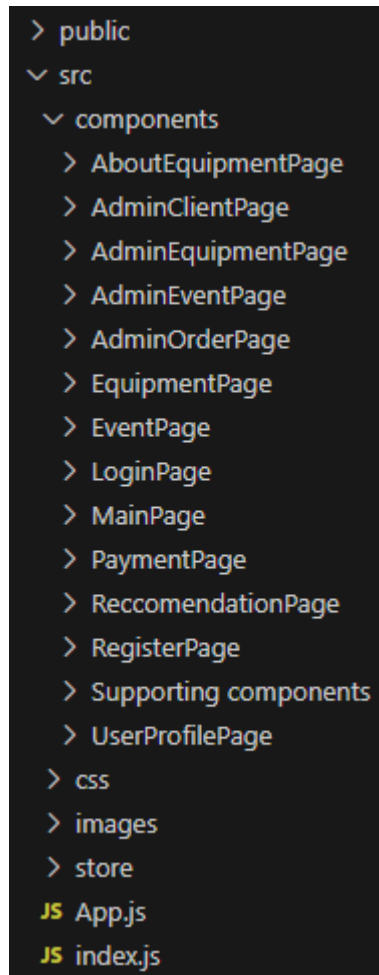 public
src
components
AboutEquipmentPage
AdminClientPage
AdminEquipmentPage
AdminEventPage
AdminOrderPage
EquipmentPage
EventPage
LoginPage
MainPage
PaymentPage
ReccomendationPage
RegisterPage
Supporting components
UserProfilePage
css
images
store
JS App.js
JS index.js